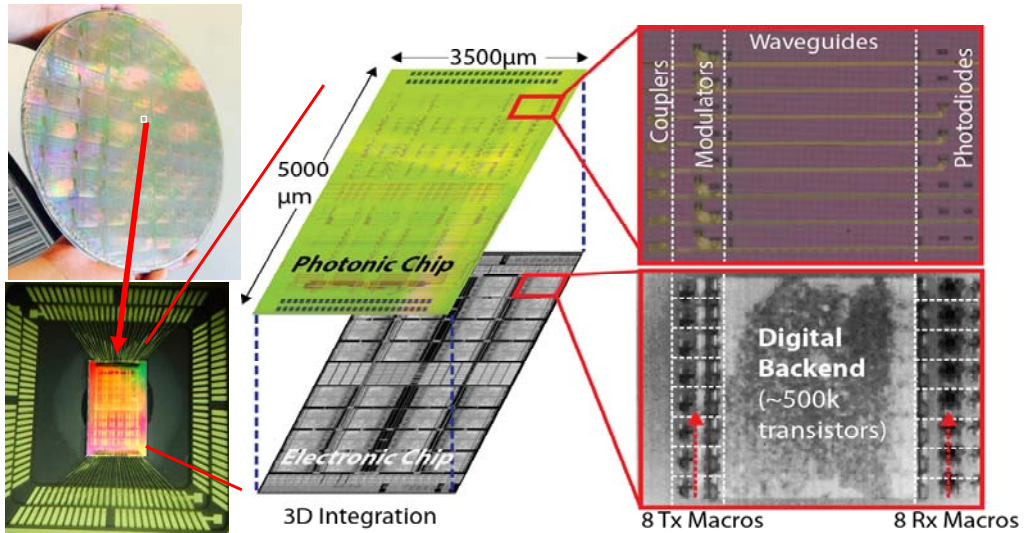 3500µm
5000
µm
Photonic Chip
Electronic Chip
3D Integration
Waveguides
Couplers
Modulators
Photodiodes
Digital
Backend
(~500k
transistors)
8 Tx Macros
8 Rx Macros